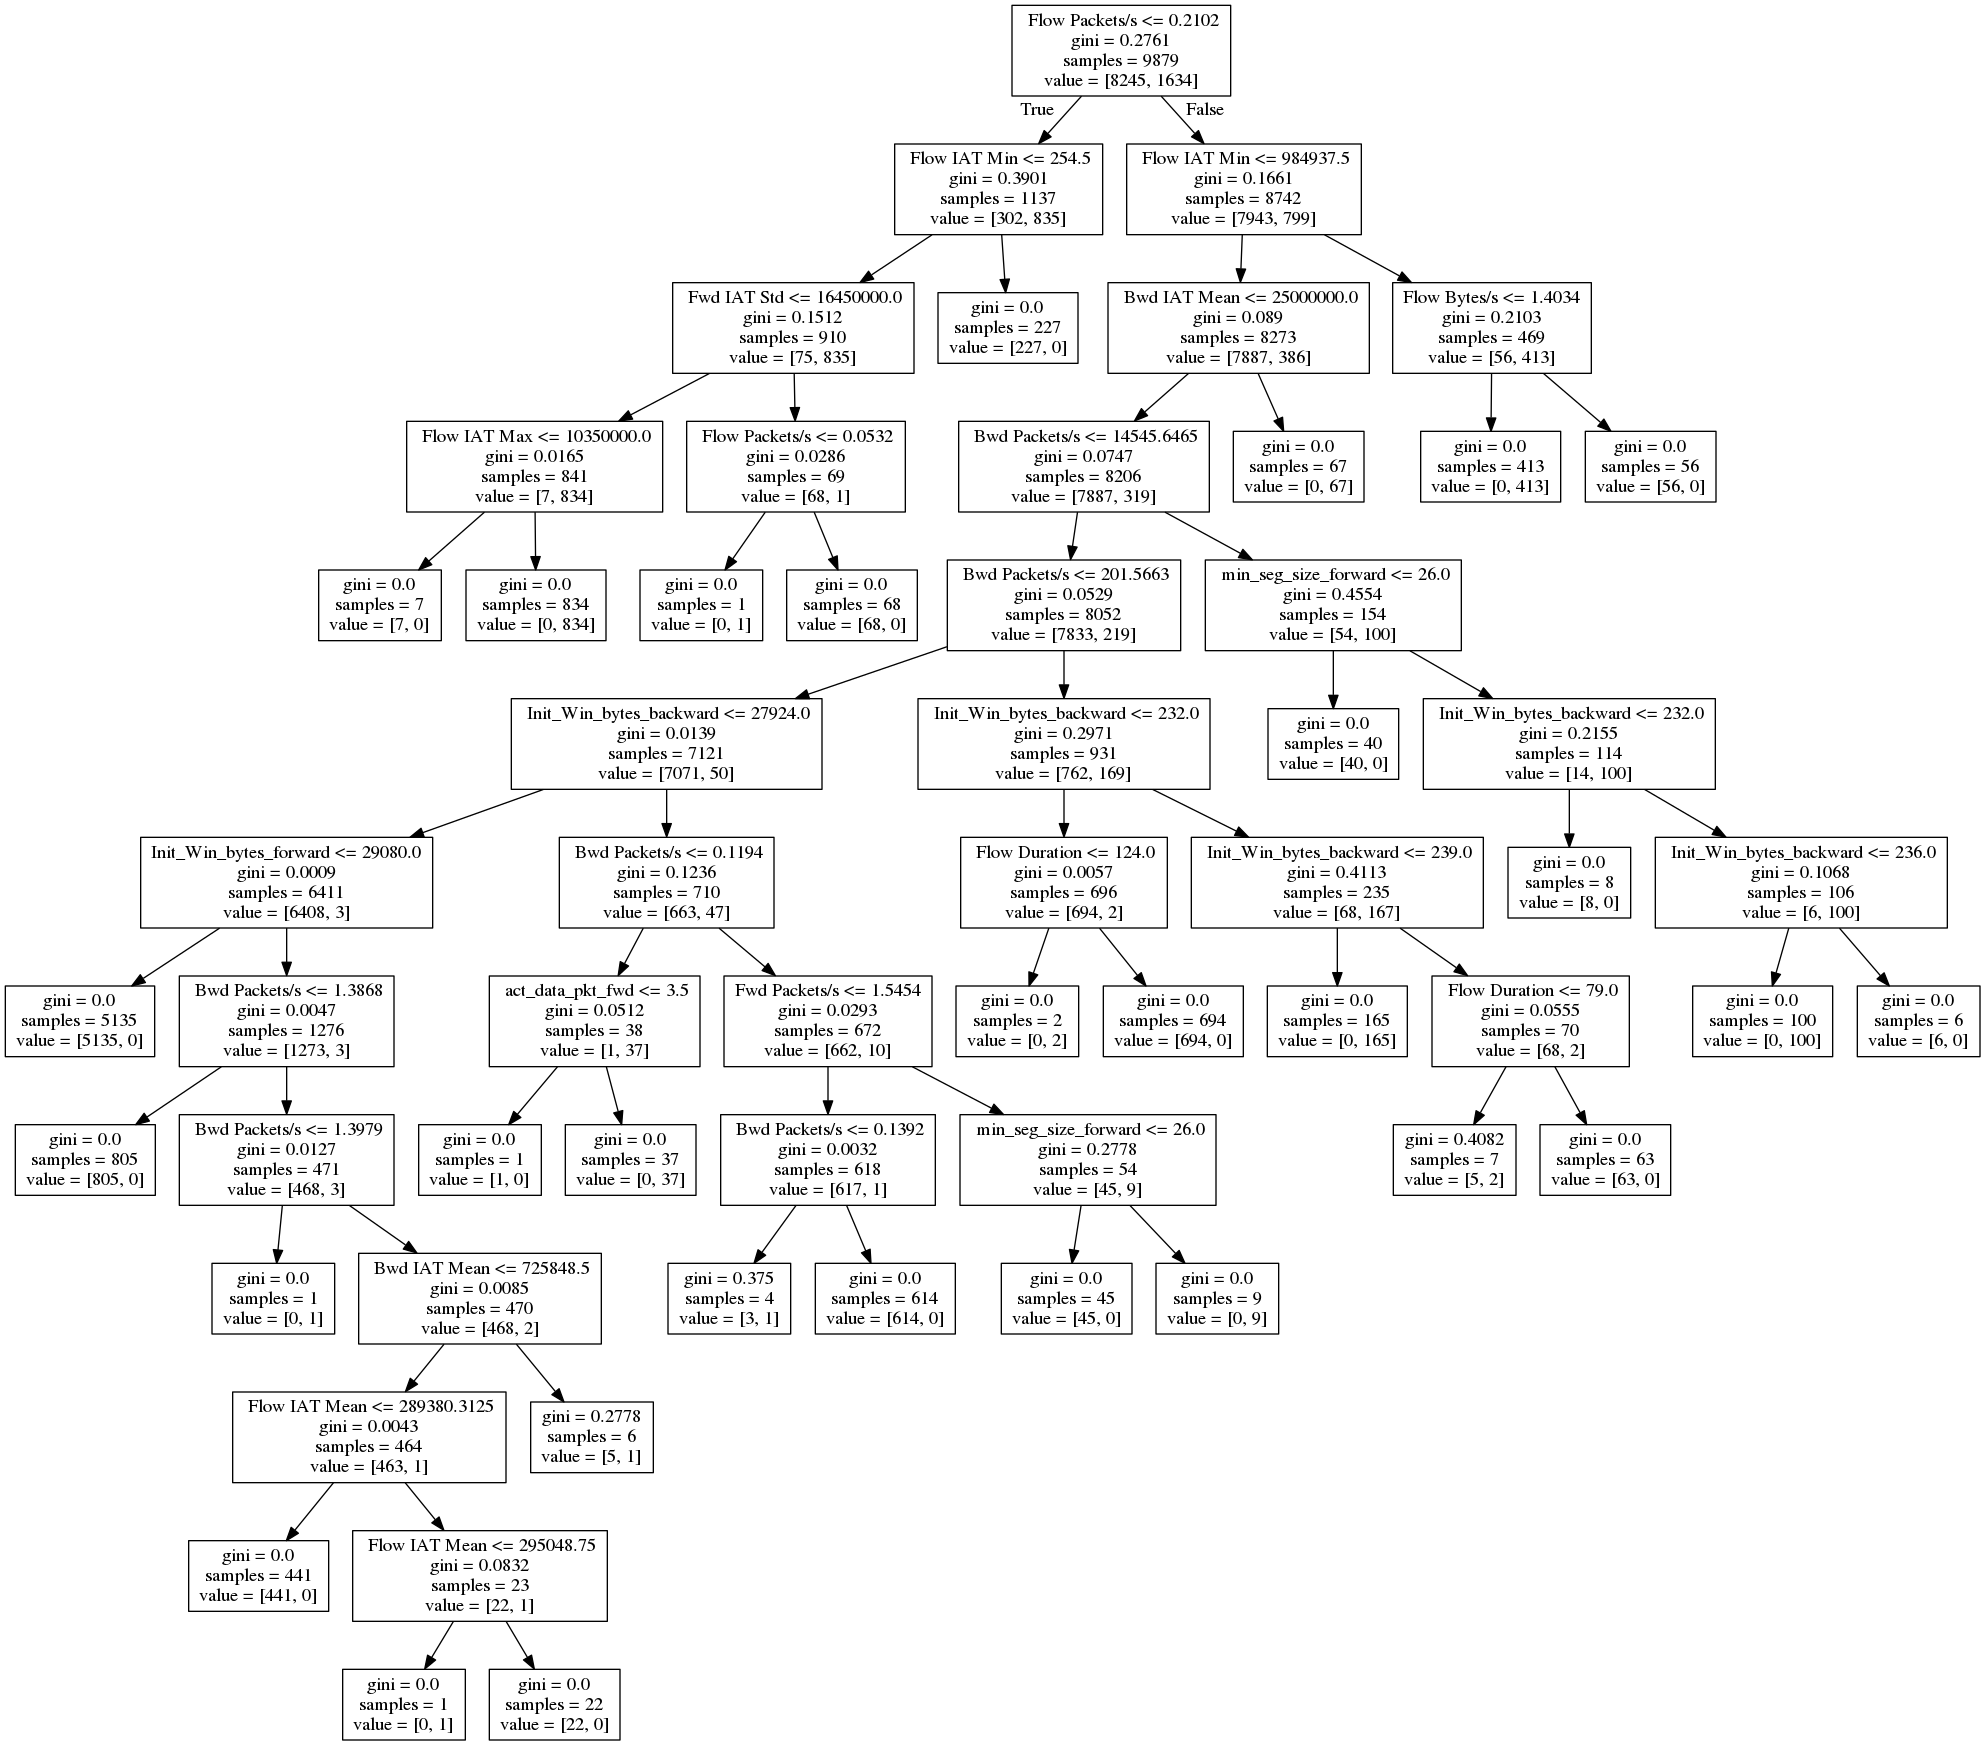 Flow Packets/s <= 0.2102
gini = 0.2761
samples = 9879
value = [8245, 1634]
True
False
Flow IAT Min <= 254.5
gini = 0.3901
samples = 1137
value = [302, 835]
Flow IAT Min <= 984937.5
gini = 0.1661
samples = 8742
value = [7943, 799]
Fwd IAT Std <= 16450000.0
gini = 0.1512
samples = 910
value = [75, 835]
gini = 0.0
samples = 227
value = [227, 0]
Bwd IAT Mean <= 25000000.0
gini = 0.089
samples = 8273
value = [7887, 386]
Flow Bytes/s <= 1.4034
gini = 0.2103
samples = 469
value = [56, 413]
Flow IAT Max <= 10350000.0
gini = 0.0165
samples = 841
value = [7, 834]
Flow Packets/s <= 0.0532
gini = 0.0286
samples = 69
value = [68, 1]
Bwd Packets/s <= 14545.6465
gini = 0.0747
samples = 8206
value = [7887, 319]
gini = 0.0
samples = 67
value = [0, 67]
gini = 0.0
samples = 413
value = [0, 413]
gini = 0.0
samples = 56
value = [56, 0]
gini = 0.0
samples = 7
value = [7, 0]
gini = 0.0
samples = 834
value = [0, 834]
gini = 0.0
samples = 1
value = [0, 1]
gini = 0.0
samples = 68
value = [68, 0]
Bwd Packets/s <= 201.5663
gini = 0.0529
samples = 8052
value = [7833, 219]
min_seg_size_forward <= 26.0
gini = 0.4554
samples = 154
value = [54, 100]
Init_Win_bytes_backward <= 27924.0
gini = 0.0139
samples = 7121
value = [7071, 50]
Init_Win_bytes_backward <= 232.0
gini = 0.2971
samples = 931
value = [762, 169]
gini = 0.0
samples = 40
value = [40, 0]
Init_Win_bytes_backward <= 232.0
gini = 0.2155
samples = 114
value = [14, 100]
Init_Win_bytes_forward <= 29080.0
gini = 0.0009
samples = 6411
value = [6408, 3]
Bwd Packets/s <= 0.1194
gini = 0.1236
samples = 710
value = [663, 47]
Flow Duration <= 124.0
gini = 0.0057
samples = 696
value = [694, 2]
Init_Win_bytes_backward <= 239.0
gini = 0.4113
samples = 235
value = [68, 167]
gini = 0.0
samples = 8
value = [8, 0]
Init_Win_bytes_backward <= 236.0
gini = 0.1068
samples = 106
value = [6, 100]
gini = 0.0
samples = 5135
value = [5135, 0]
Bwd Packets/s <= 1.3868
gini = 0.0047
samples = 1276
value = [1273, 3]
act_data_pkt_fwd <= 3.5
gini = 0.0512
samples = 38
value = [1, 37]
Fwd Packets/s <= 1.5454
gini = 0.0293
samples = 672
value = [662, 10]
gini = 0.0
samples = 2
value = [0, 2]
gini = 0.0
samples = 694
value = [694, 0]
gini = 0.0
samples = 165
value = [0, 165]
Flow Duration <= 79.0
gini = 0.0555
samples = 70
value = [68, 2]
gini = 0.0
samples = 100
value = [0, 100]
gini = 0.0
samples = 6
value = [6, 0]
gini = 0.0
samples = 805
value = [805, 0]
Bwd Packets/s <= 1.3979
gini = 0.0127
samples = 471
value = [468, 3]
gini = 0.0
samples = 1
value = [1, 0]
gini = 0.0
samples = 37
value = [0, 37]
Bwd Packets/s <= 0.1392
gini = 0.0032
samples = 618
value = [617, 1]
min_seg_size_forward <= 26.0
gini = 0.2778
samples = 54
value = [45, 9]
gini = 0.4082
samples = 7
value = [5, 2]
gini = 0.0
samples = 63
value = [63, 0]
gini = 0.0
samples = 1
value = [0, 1]
Bwd IAT Mean <= 725848.5
gini = 0.0085
samples = 470
value = [468, 2]
gini = 0.375
samples = 4
value = [3, 1]
gini = 0.0
samples = 614
value = [614, 0]
gini = 0.0
samples = 45
value = [45, 0]
gini = 0.0
samples = 9
value = [0, 9]
Flow IAT Mean <= 289380.3125
gini = 0.0043
samples = 464
value = [463, 1]
gini = 0.2778
samples = 6
value = [5, 1]
gini = 0.0
samples = 441
value = [441, 0]
Flow IAT Mean <= 295048.75
gini = 0.0832
samples = 23
value = [22, 1]
gini = 0.0
samples = 1
value = [0, 1]
gini = 0.0
samples = 22
value = [22, 0]